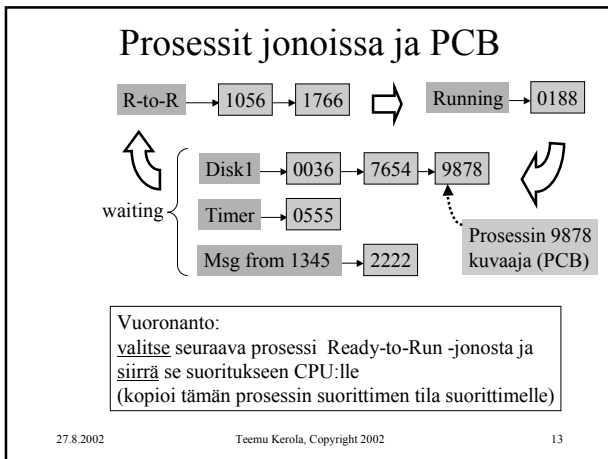 Prosessit jonoissa ja PCB
R-to-R 1056 1766 Running 0188
Disk1 0036 7654 9878
waiting
Timer 0555
Prosessin 9878
kuvaaja (PCB)
Msg from 1345 2222
Vuoronanto:
valitse seuraava prosessi Ready-to-Run -jonosta ja
siirrä se suoritukseen CPU:lle
(kopioi tämän prosessin suorittimen tila suorittimelle)
27.8.2002 Teemu Kerola, Copyright 2002 13